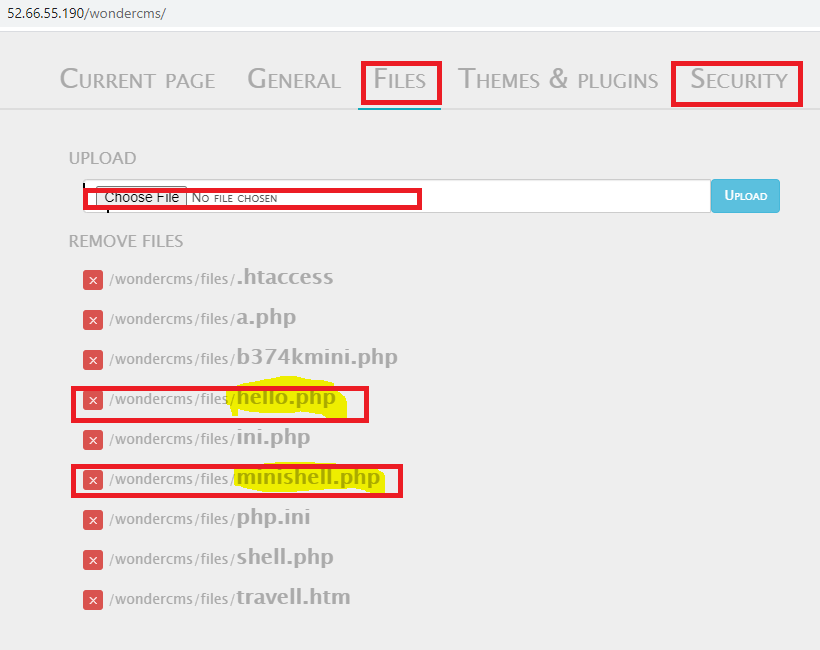 52.66.55.190/wondercms/
Current page General Files Themes & plugins Security
UPLOAD
Choose File No file chosen Upload
REMOVE FILES
× /wondercms/files/.htaccess
× /wondercms/files/a.php
× /wondercms/files/b374kmini.php
× /wondercms/files/hello.php
× /wondercms/files/ini.php
× /wondercms/files/minishell.php
× /wondercms/files/php.ini
× /wondercms/files/shell.php
× /wondercms/files/travell.htm